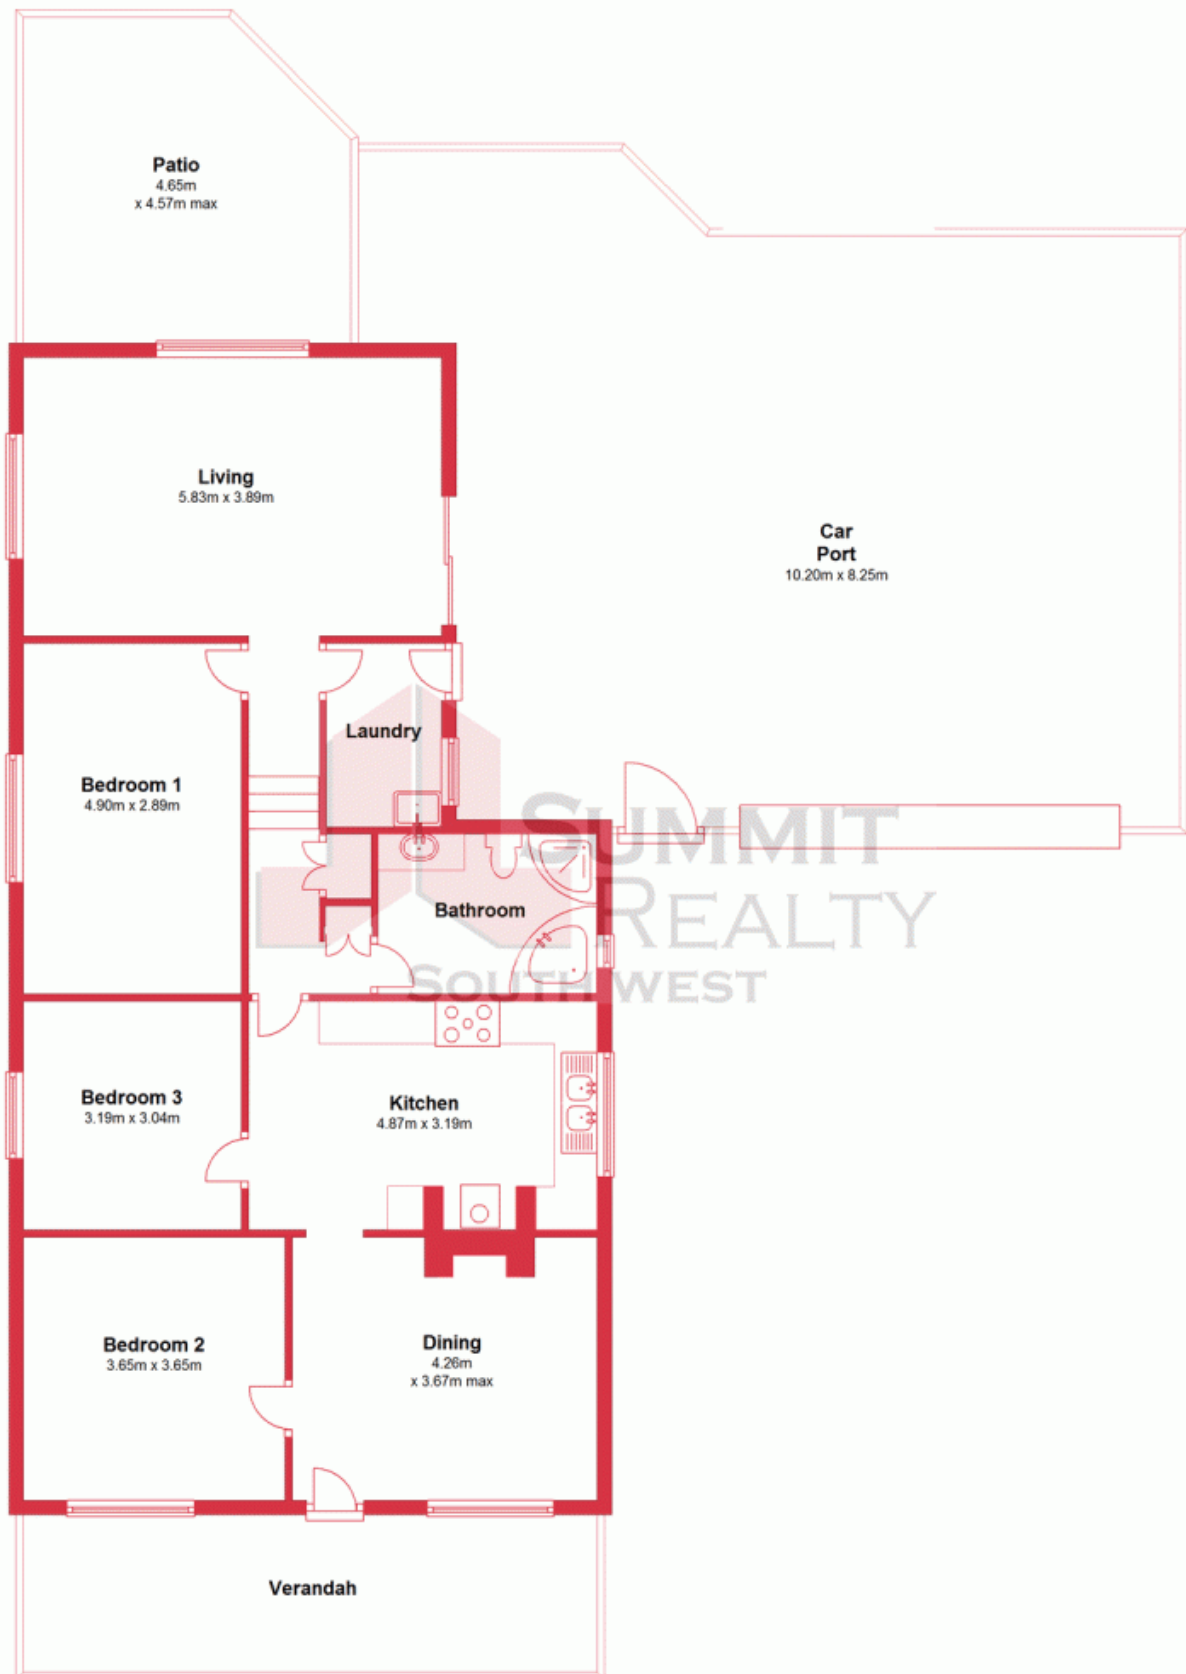 Patio
4.65m
x 4.57m max
Living
5.83m x 3.89m
Car
Port
10.20m x 8.25m
Laundry
Bedroom 1
4.90m x 2.89m
SUMMIT
REALTY
SOUTH WEST
Bathroom
Bedroom 3
3.19m x 3.04m
Kitchen
4.87m x 3.19m
Bedroom 2
3.65m x 3.65m
Dining
4.26m
x 3.67m max
Verandah